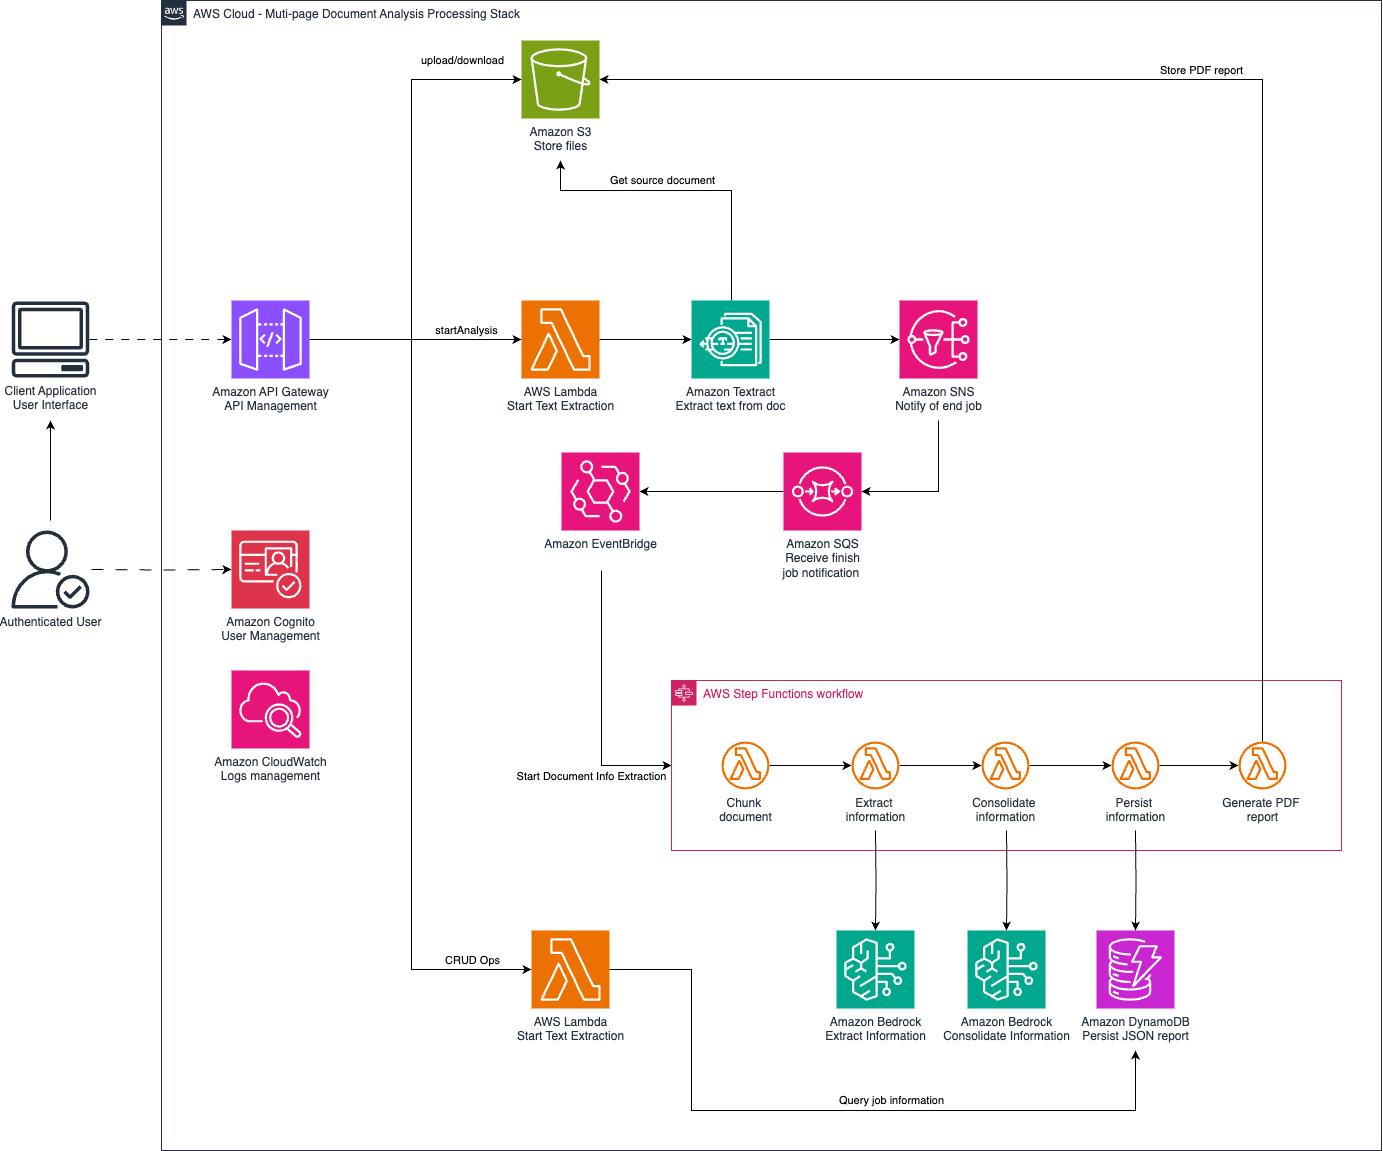 aws
AWS Cloud - Muti-page Document Analysis Processing Stack
upload/download
Store PDF report
Amazon S3
Store files
Get source document
startAnalysis
Client Application
User Interface
Amazon API Gateway
API Management
AWS Lambda
Start Text Extraction
Amazon Textract
Extract text from doc
Amazon SNS
Notify of end job
Amazon EventBridge
Amazon SQS
Receive finish
job notification
Authenticated User
Amazon Cognito
User Management
AWS Step Functions workflow
Amazon CloudWatch
Logs management
Start Document Info Extraction
Chunk
document
Extract
information
Consolidate
information
Persist
information
Generate PDF
report
CRUD Ops
AWS Lambda
Start Text Extraction
Amazon Bedrock
Extract Information
Amazon Bedrock
Consolidate Information
Amazon DynamoDB
Persist JSON report
Query job information